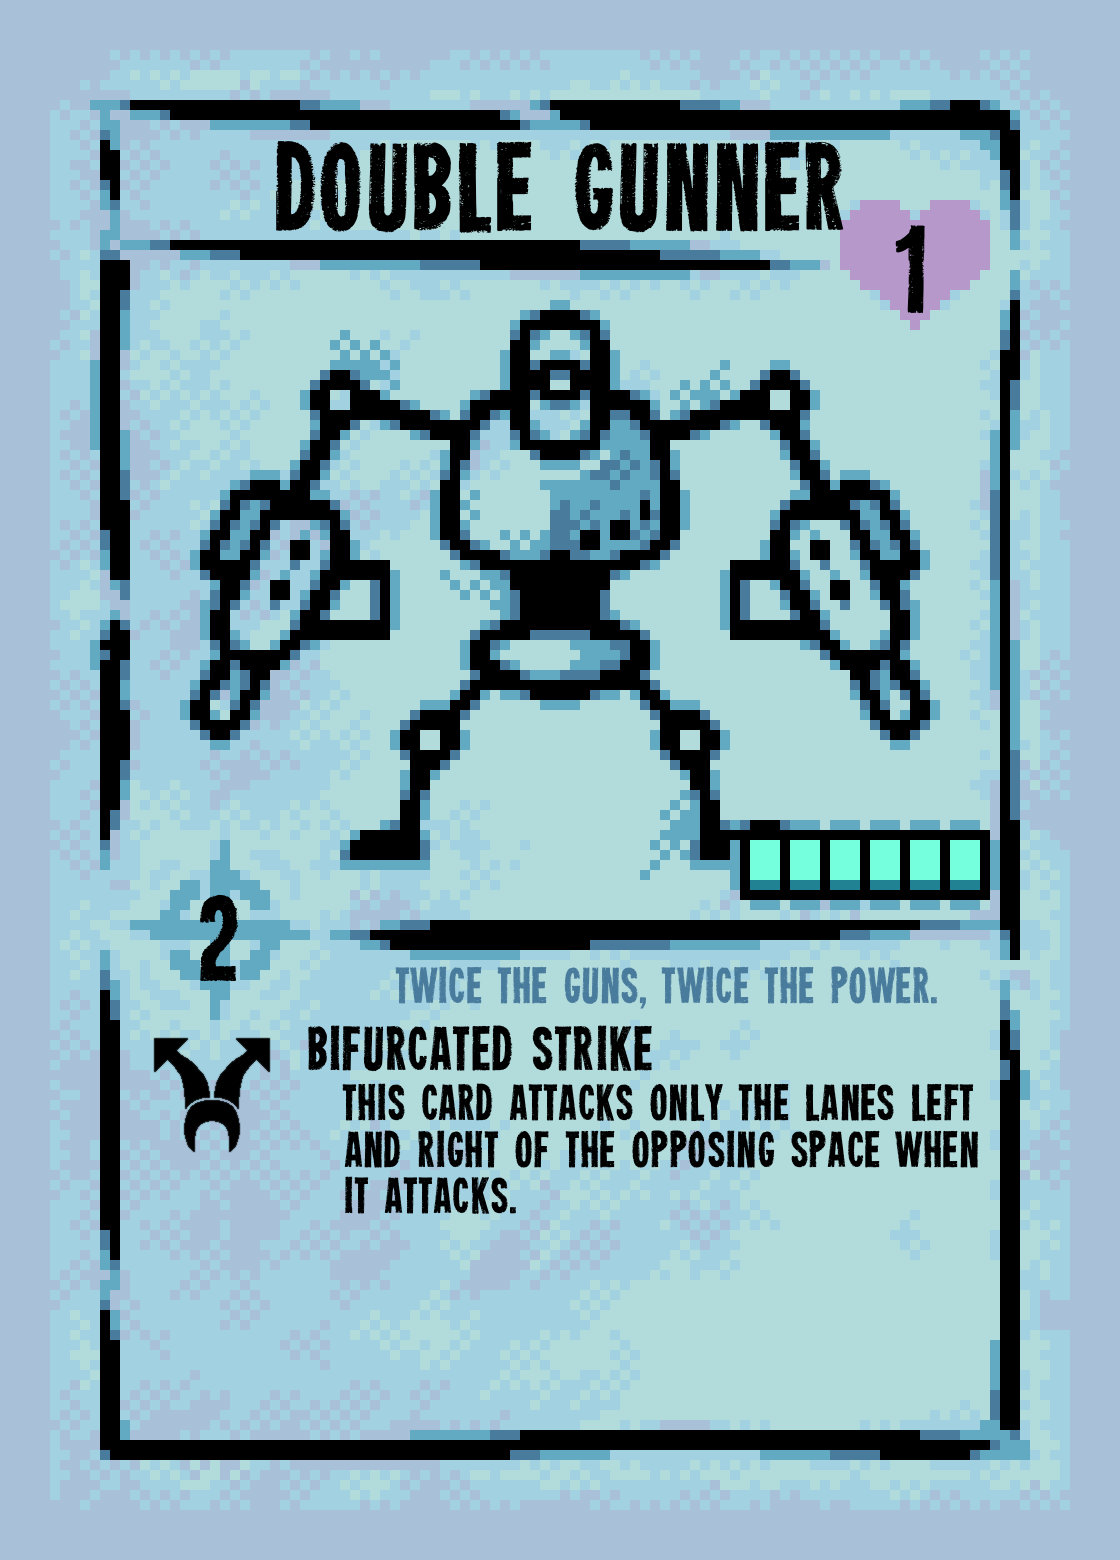 DOUBLE GUNNER
1
2
TWICE THE GUNS, TWICE THE POWER.
BIFURCATED STRIKE
THIS CARD ATTACKS ONLY THE LANES LEFT
AND RIGHT OF THE OPPOSING SPACE WHEN
IT ATTACKS.